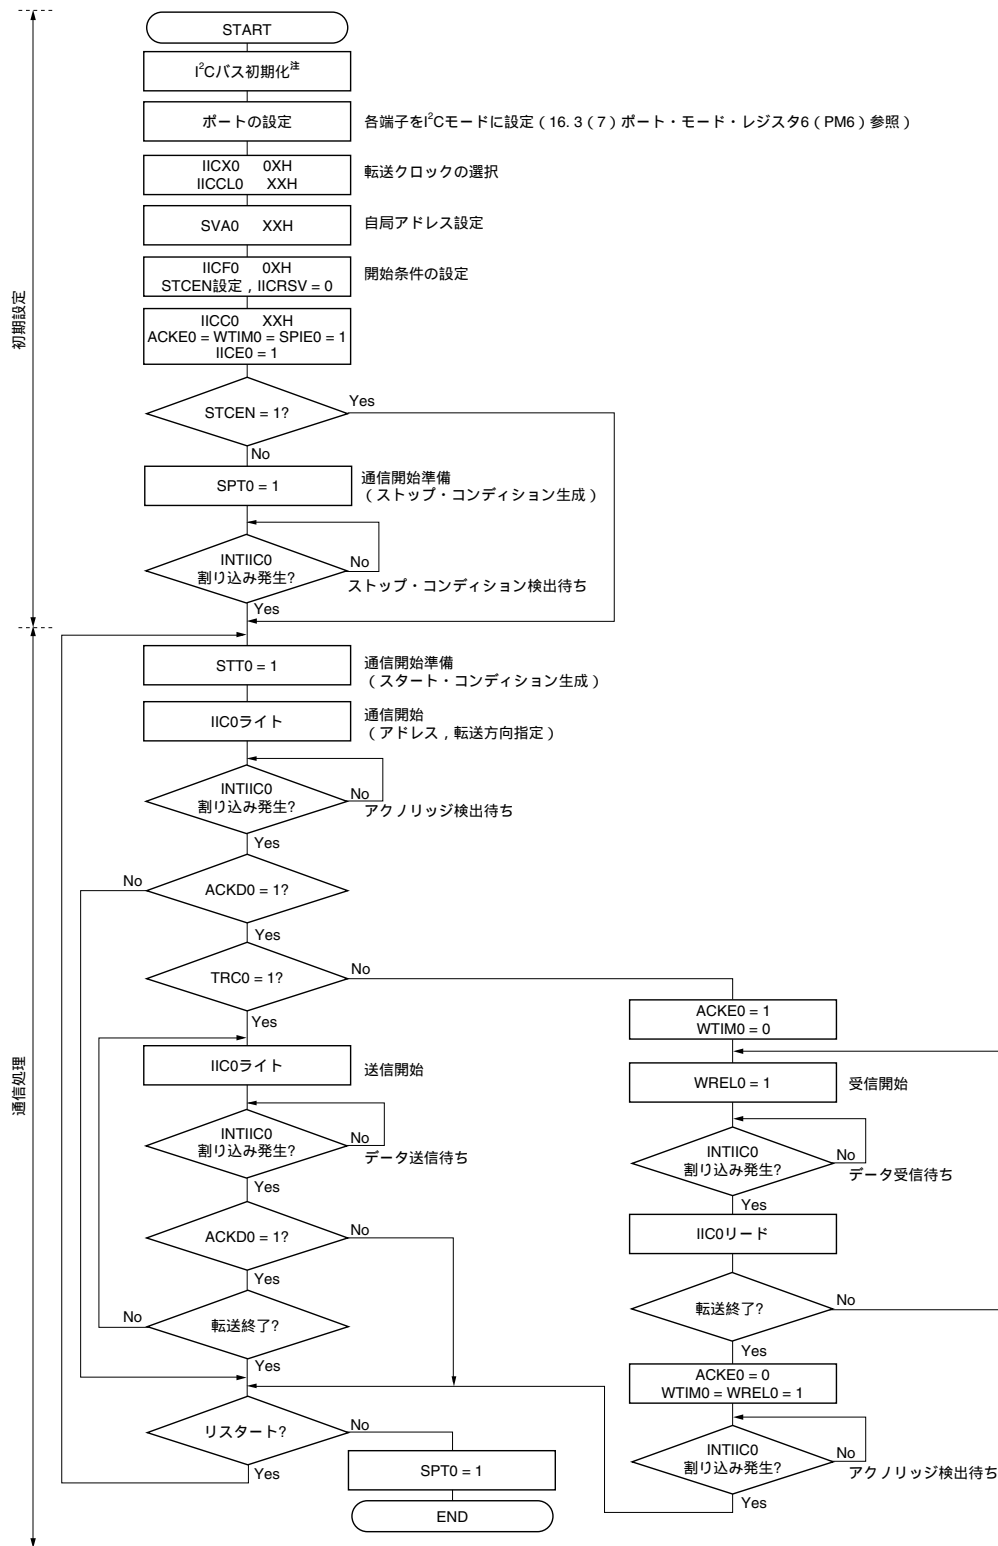 START
I²Cバス初期化注
ポートの設定
各端子をI²Cモードに設定（16. 3（7）ポート・モード・レジスタ6（PM6）参照）
IICX0 0XH
IICCL0 XXH
転送クロックの選択
SVA0 XXH
自局アドレス設定
IICF0 0XH
STCEN設定，IICRSV = 0
開始条件の設定
IICC0 XXH
ACKE0 = WTIM0 = SPIE0 = 1
IICE0 = 1
初期設定
STCEN = 1?
Yes
No
SPT0 = 1
通信開始準備
（ストップ・コンディション生成）
INTIIC0
割り込み発生?
No
ストップ・コンディション検出待ち
Yes
STT0 = 1
通信開始準備
（スタート・コンディション生成）
IIC0ライト
通信開始
（アドレス，転送方向指定）
INTIIC0
割り込み発生?
No
アクノリッジ検出待ち
Yes
No
ACKD0 = 1?
Yes
TRC0 = 1?
No
Yes
通信処理
IIC0ライト
送信開始
INTIIC0
割り込み発生?
No
データ送信待ち
Yes
ACKD0 = 1?
No
Yes
No
転送終了?
Yes
リスタート?
No
Yes
SPT0 = 1
END
ACKE0 = 1
WTIM0 = 0
WREL0 = 1
受信開始
INTIIC0
割り込み発生?
No
データ受信待ち
Yes
IIC0リード
転送終了?
No
Yes
ACKE0 = 0
WTIM0 = WREL0 = 1
INTIIC0
割り込み発生?
No
アクノリッジ検出待ち
Yes